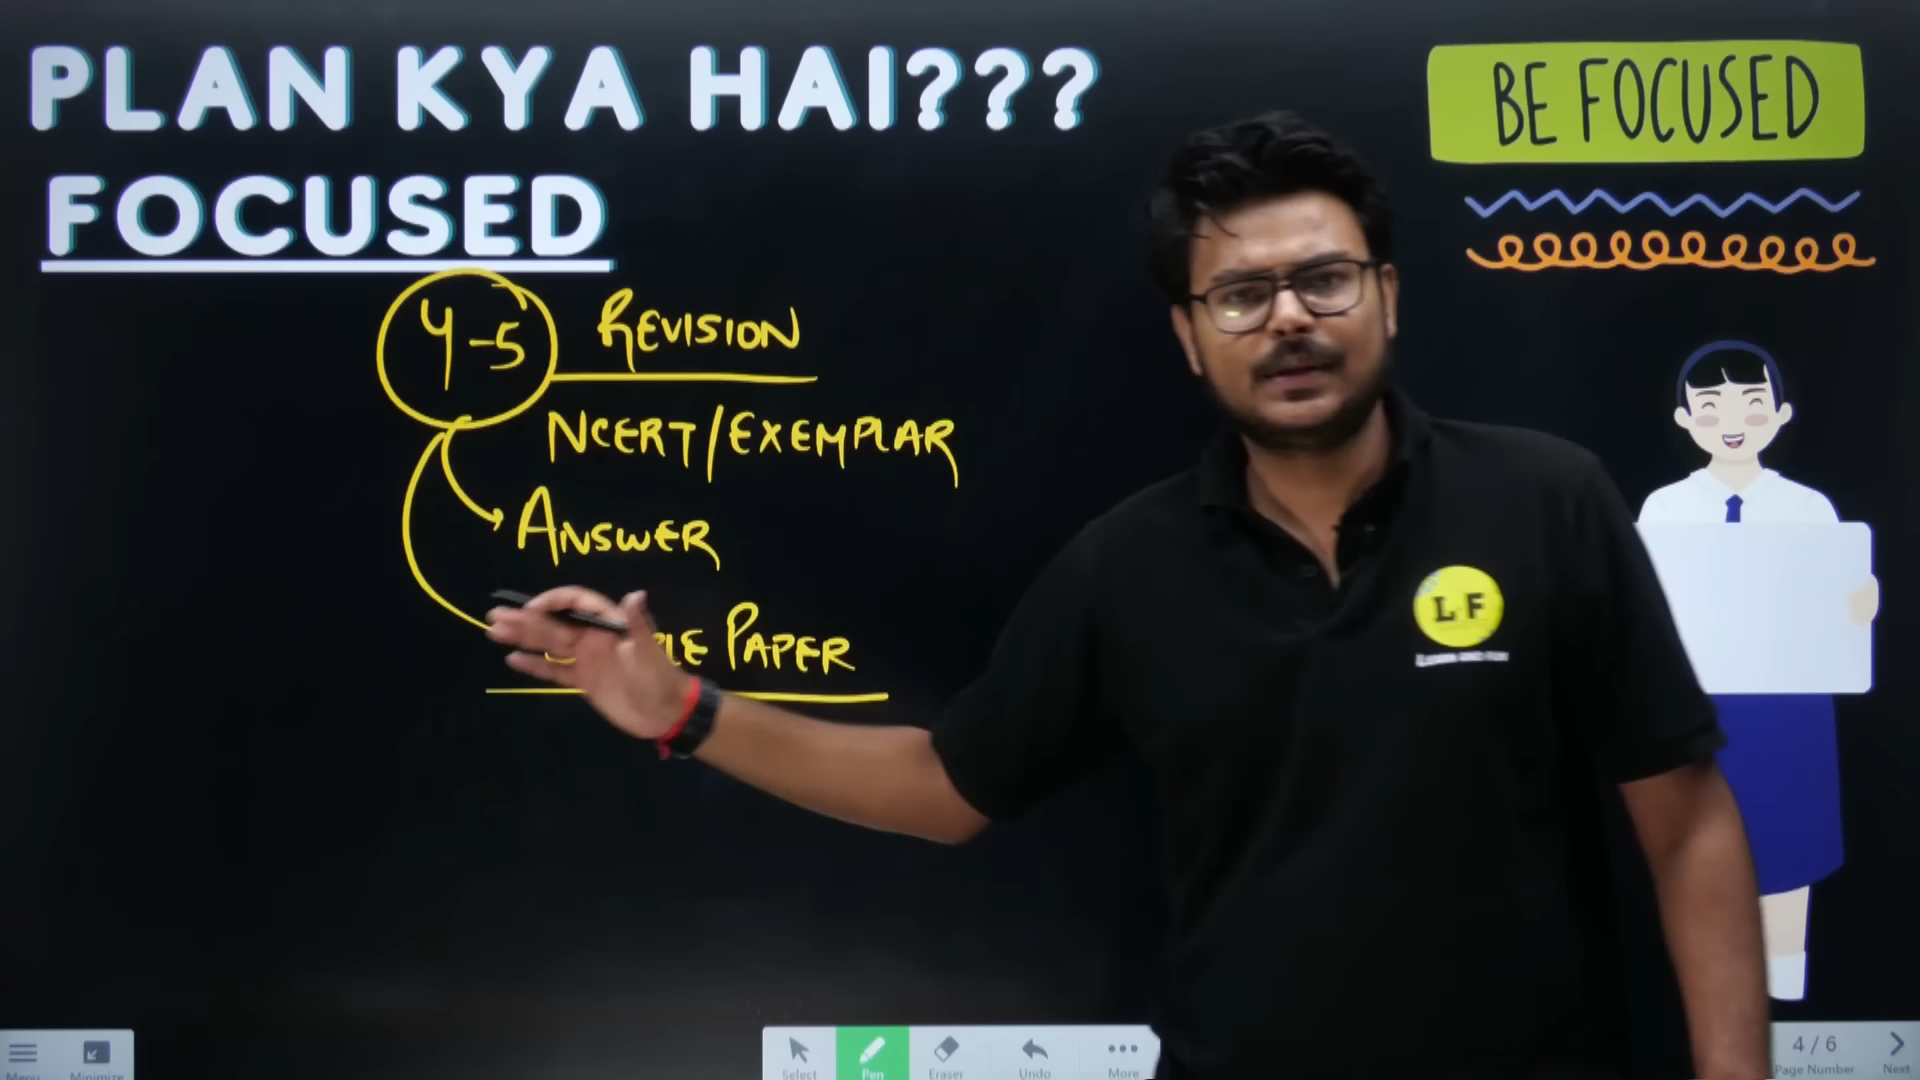 PLAN KYA HAI???
BE FOCUSED
FOCUSED
4-5 REVISION
NCERT/EXEMPLAR
ANSWER
PAPER
LF
Menu
Minimize
Select
Pen
Eraser
Undo
More
4 / 6
Page Number
Next